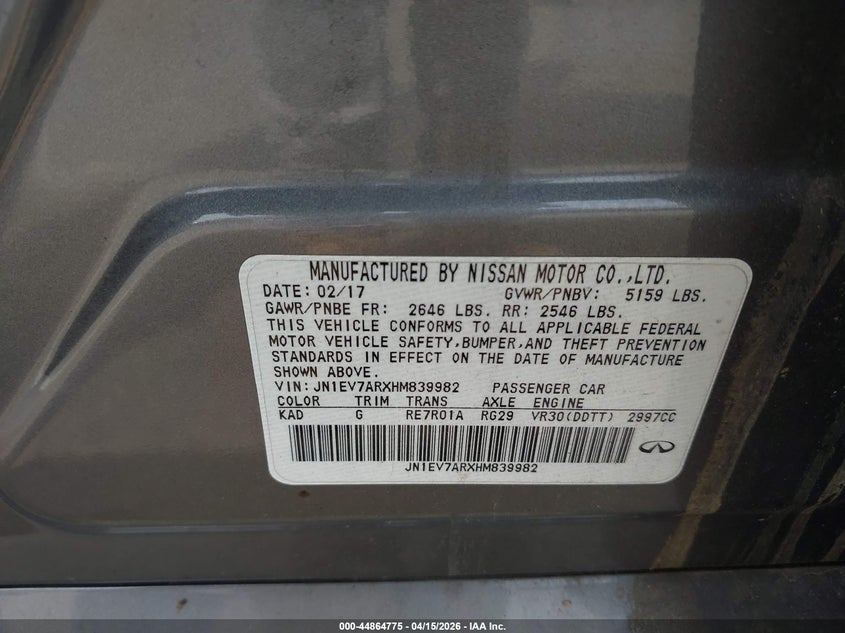 MANUFACTURED BY NISSAN MOTOR CO.,LTD.
DATE: 02/17 GVWR/PNBV: 5159 LBS.
GAWR/PNBE FR: 2646 LBS. RR: 2546 LBS.
THIS VEHICLE CONFORMS TO ALL APPLICABLE FEDERAL
MOTOR VEHICLE SAFETY,BUMPER,AND THEFT PREVENTION
STANDARDS IN EFFECT ON THE DATE OF MANUFACTURE
SHOWN ABOVE.
VIN: JN1EV7ARXHM839982 PASSENGER CAR
COLOR TRIM TRANS AXLE ENGINE
KAD G RE7R01A RG29 VR30(DDTT) 2997CC
JN1EV7ARXHM839982
000-44864775 - 04/15/2026 - IAA Inc.